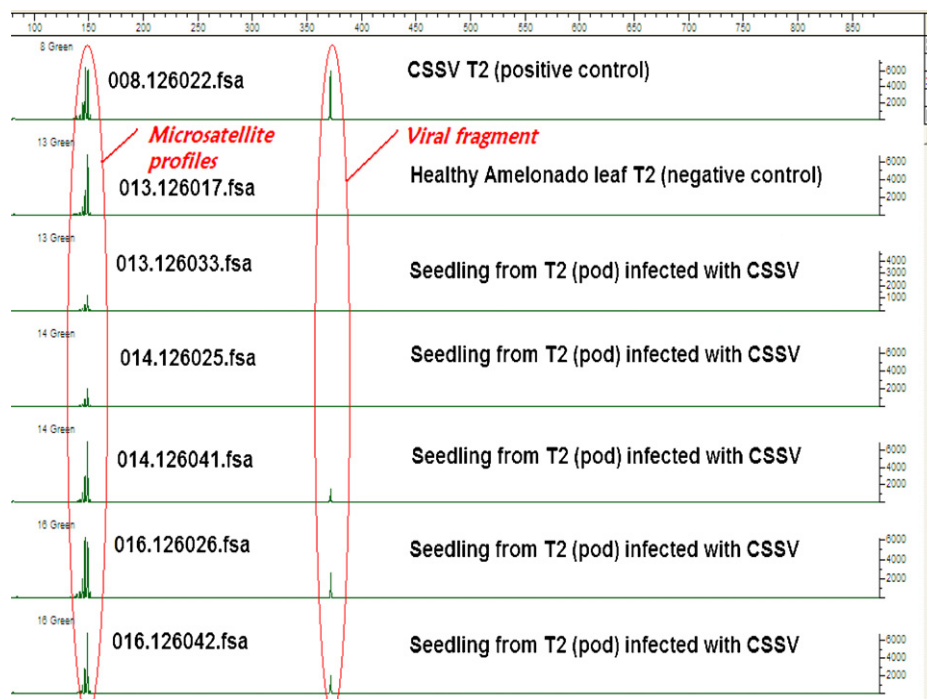 100 150 200 250 300 350 400 450 500 550 600 650 700 750 800 850
8 Green
008.126022.fsa
CSSV T2 (positive control)
6000
4000
2000
Microsatellite profiles
Viral fragment
13 Green
013.126017.fsa
Healthy Amelonado leaf T2 (negative control)
6000
4000
2000
13 Green
013.126033.fsa
Seedling from T2 (pod) infected with CSSV
4000
3000
2000
1000
14 Green
014.126025.fsa
Seedling from T2 (pod) infected with CSSV
6000
4000
2000
14 Green
014.126041.fsa
Seedling from T2 (pod) infected with CSSV
6000
4000
2000
16 Green
016.126026.fsa
Seedling from T2 (pod) infected with CSSV
6000
4000
2000
16 Green
016.126042.fsa
Seedling from T2 (pod) infected with CSSV
6000
4000
2000